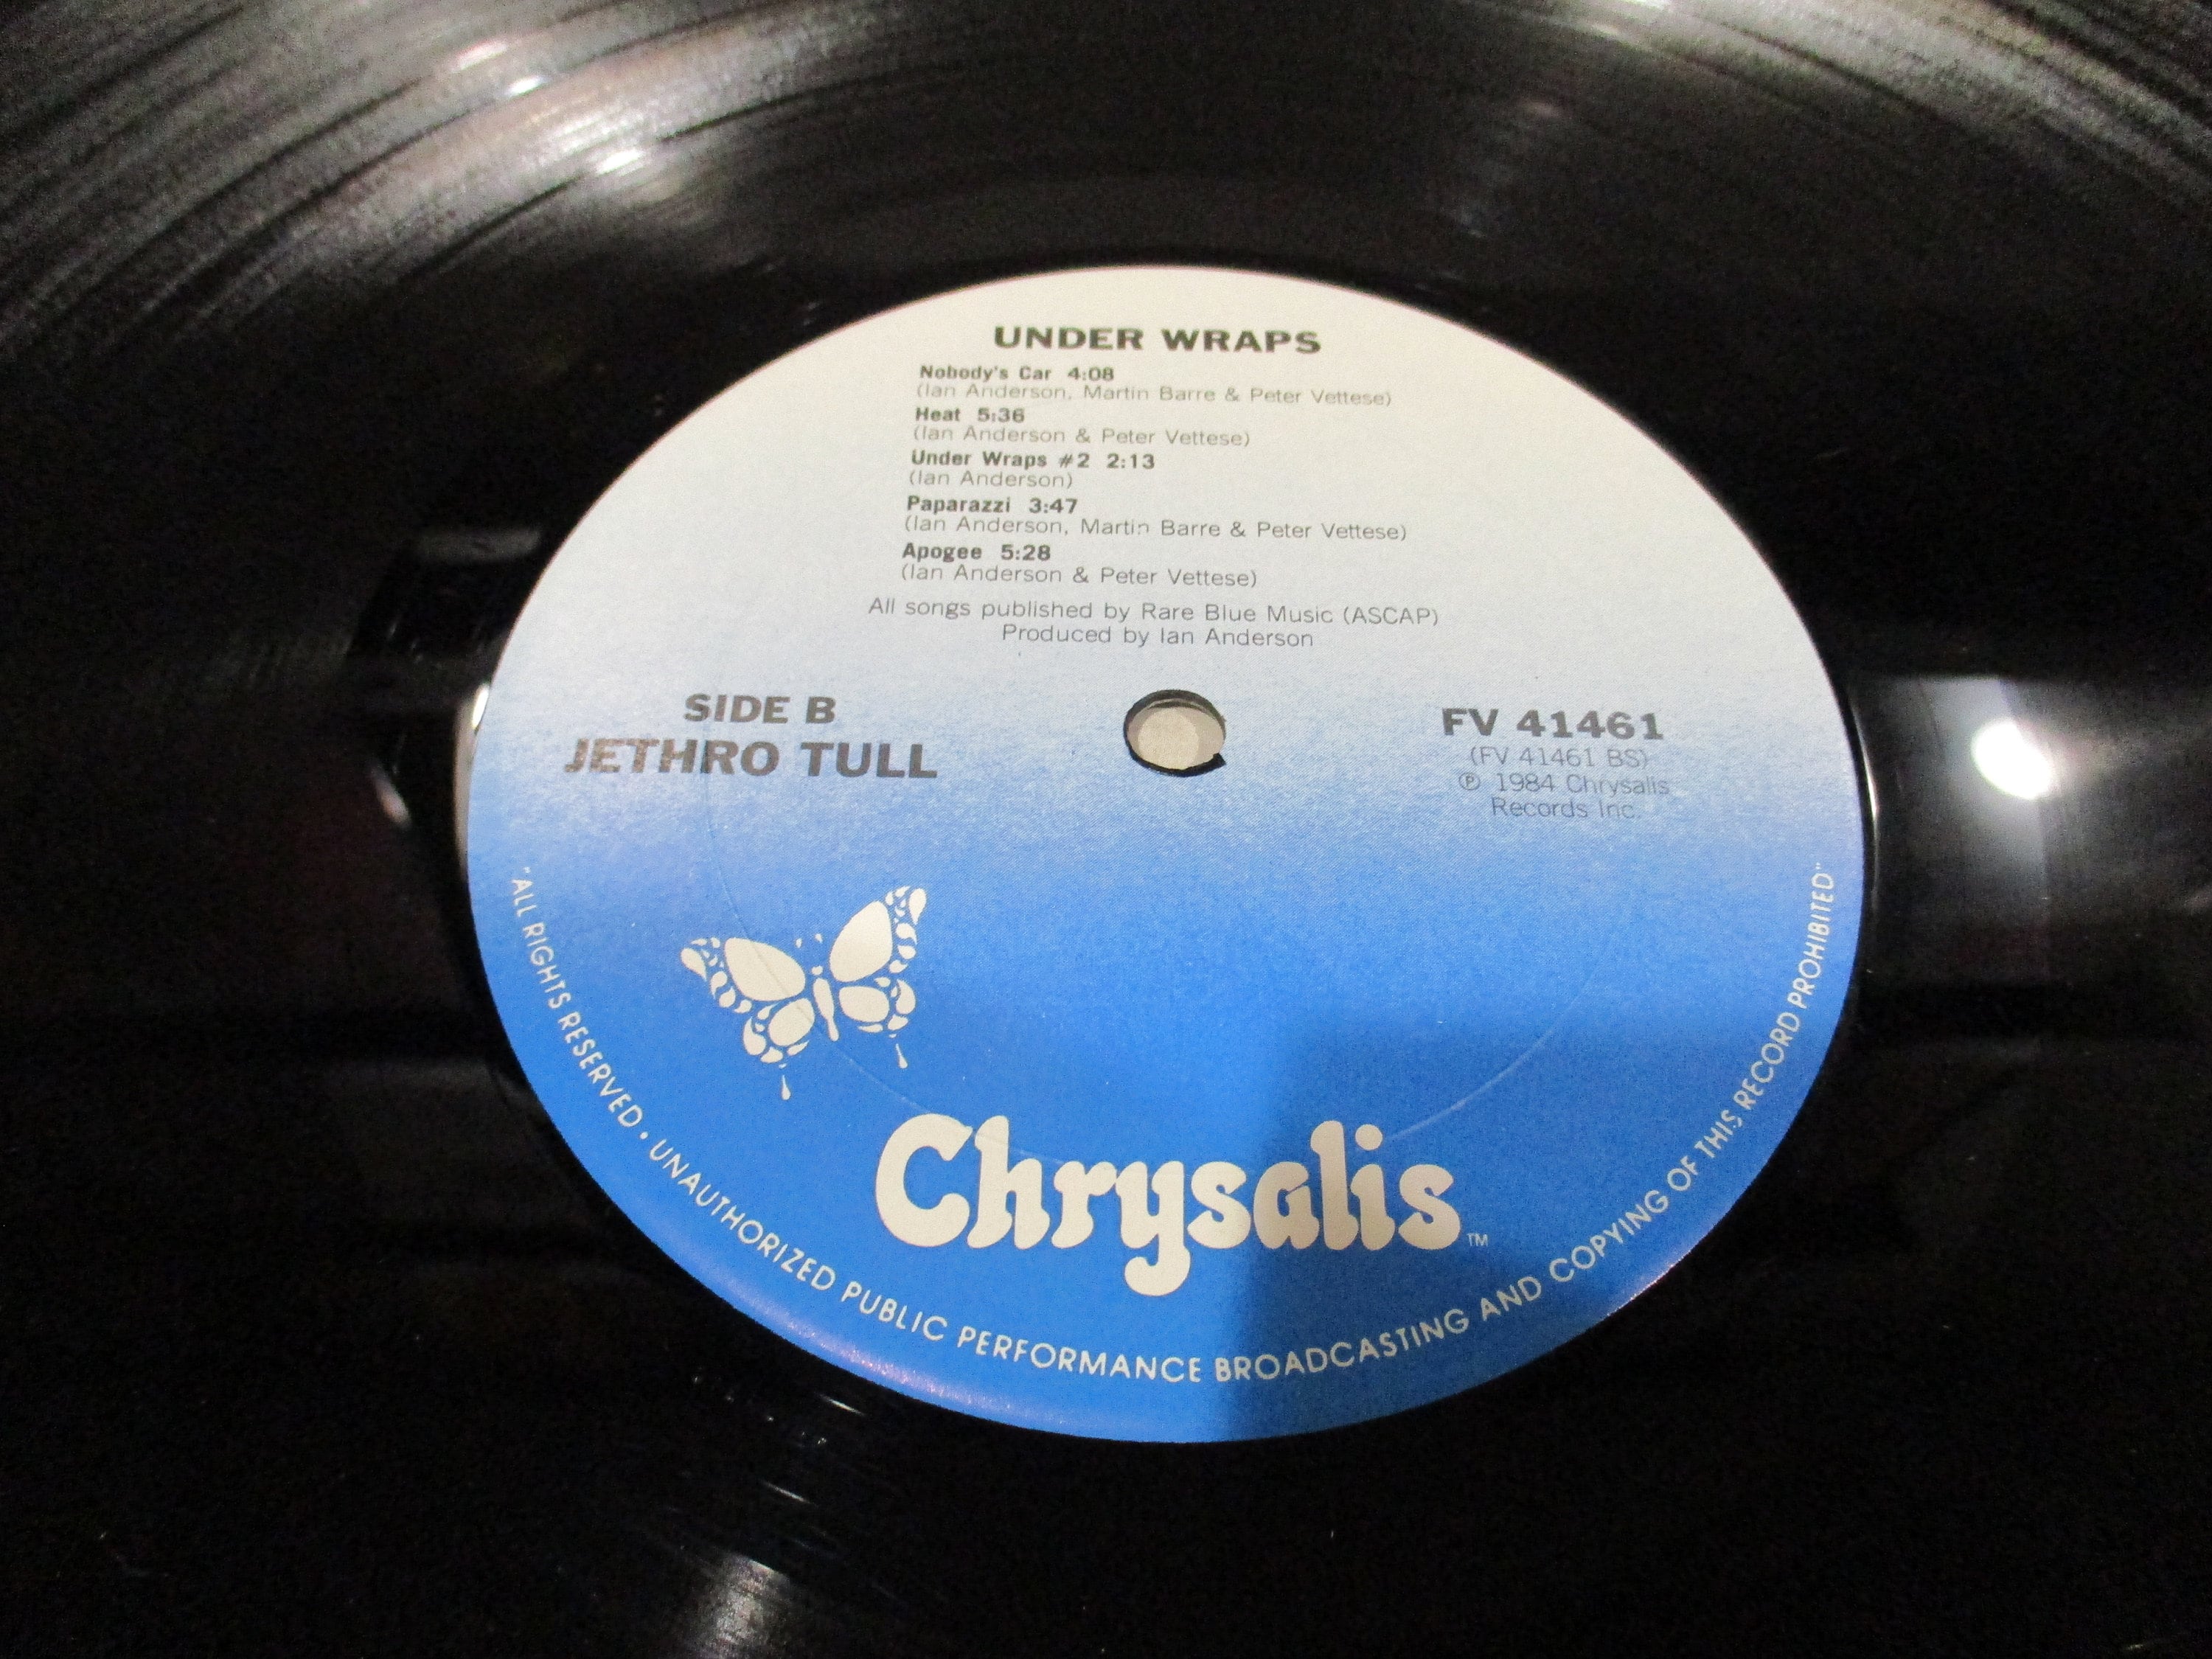 UNDER WRAPS
Nobody's Car 4:08
(Ian Anderson, Martin Barre & Peter Vettese)
Heat 5:36
(Ian Anderson & Peter Vettese)
Under Wraps #2 2:13
(Ian Anderson)
Paparazzi 3:47
(Ian Anderson, Martin Barre & Peter Vettese)
Apogee 5:28
(Ian Anderson & Peter Vettese)
All songs published by Rare Blue Music (ASCAP)
Produced by Ian Anderson
SIDE B
JETHRO TULL
FV 41461
(FV 41461 BS)
℗ 1984 Chrysalis
Records Inc.
Chrysalis™
"ALL RIGHTS RESERVED • UNAUTHORIZED PUBLIC PERFORMANCE BROADCASTING AND COPYING OF THIS RECORD PROHIBITED"